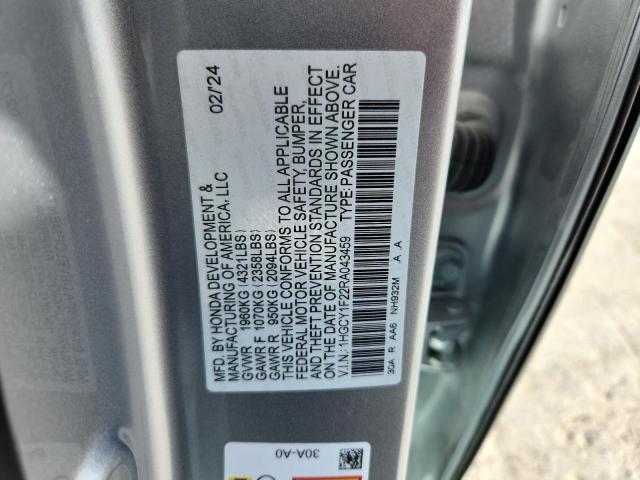 MFD. BY HONDA DEVELOPMENT & 02/'24
MANUFACTURING OF AMERICA, LLC
GVWR 1960KG (4321LBS)
GAWR F 1070KG (2358LBS)
GAWR R 950KG (2094LBS)
THIS VEHICLE CONFORMS TO ALL APPLICABLE
FEDERAL MOTOR VEHICLE SAFETY, BUMPER,
AND THEFT PREVENTION STANDARDS IN EFFECT
ON THE DATE OF MANUFACTURE SHOWN ABOVE.
V.I.N.: 1HGCY1F22RA043459 TYPE: PASSENGER CAR
30A R AA6 NH932M A A
30A-A0